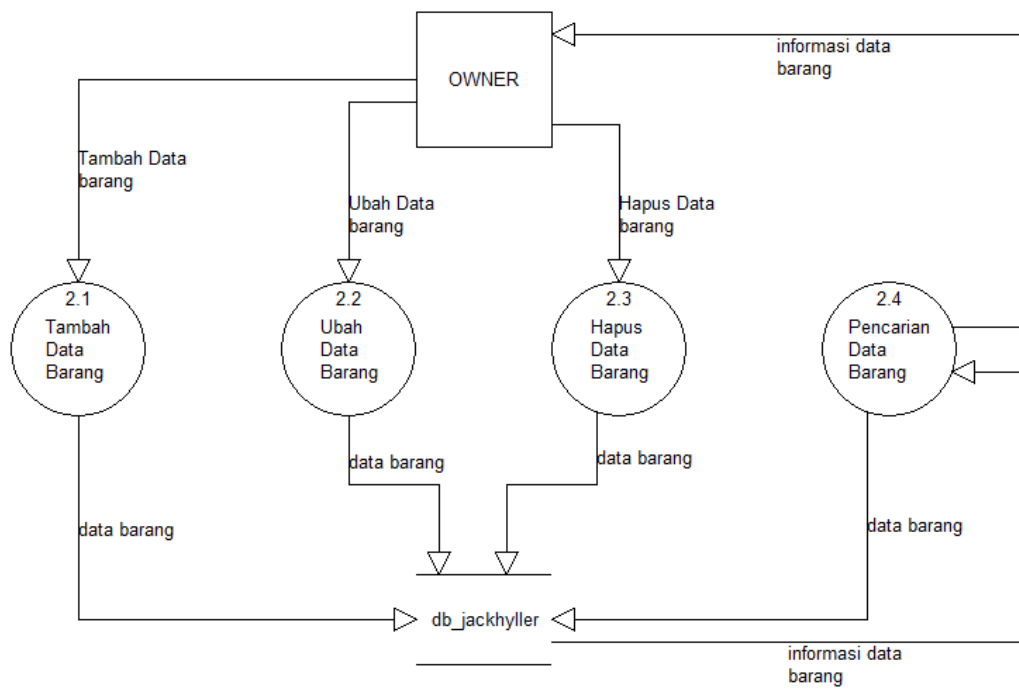 OWNER
informasi data
barang
Tambah Data
barang
Ubah Data
barang
Hapus Data
barang
2.1
Tambah
Data
Barang
2.2
Ubah
Data
Barang
2.3
Hapus
Data
Barang
2.4
Pencarian
Data
Barang
data barang
data barang
data barang
data barang
db_jackhyller
informasi data
barang